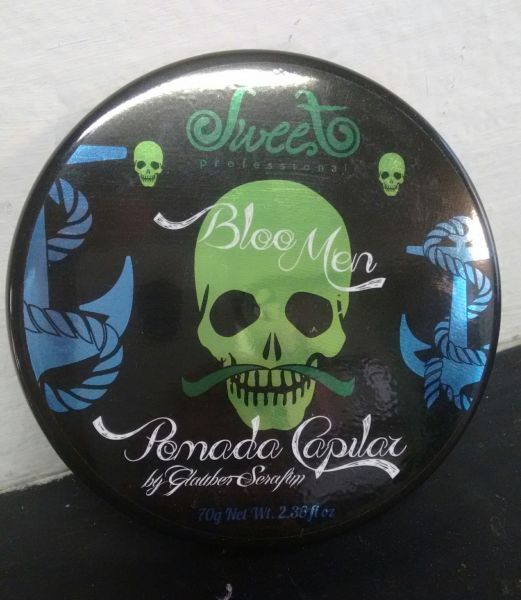 Sweet
professional
Bloo Men
Pomada Capilar
by Glauber Serafim
70g Net Wt. 2.36 fl oz